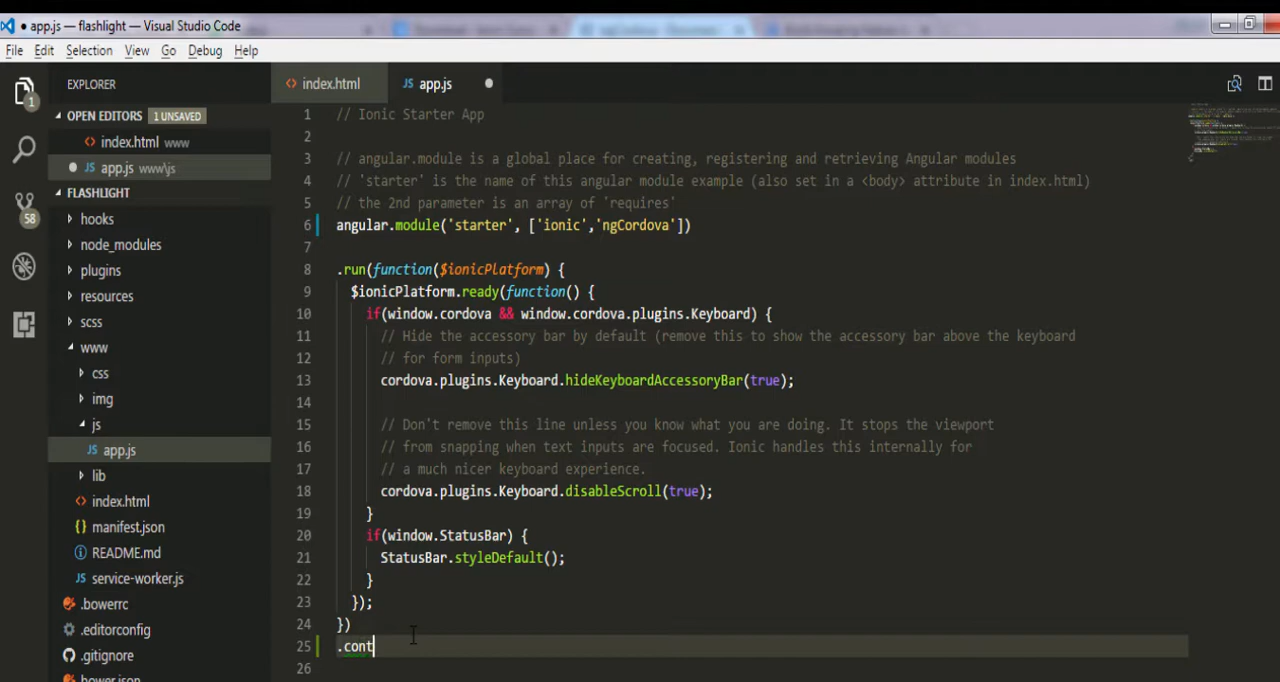 ● app.js — flashlight — Visual Studio Code
File Edit Selection View Go Debug Help
EXPLORER
index.html
JS app.js
1
OPEN EDITORS 1 UNSAVED
index.html www
JS app.js www\js
FLASHLIGHT
58
hooks
node_modules
plugins
resources
scss
www
css
img
js
JS app.js
lib
index.html
{} manifest.json
README.md
JS service-worker.js
.bowerrc
.editorconfig
.gitignore
bower.json
1 // Ionic Starter App
2
3 // angular.module is a global place for creating, registering and retrieving Angular modules
4 // 'starter' is the name of this angular module example (also set in a <body> attribute in index.html)
5 // the 2nd parameter is an array of 'requires'
6 angular.module('starter', ['ionic','ngCordova'])
7
8 .run(function($ionicPlatform) {
9 $ionicPlatform.ready(function() {
10 if(window.cordova && window.cordova.plugins.Keyboard) {
11 // Hide the accessory bar by default (remove this to show the accessory bar above the keyboard
12 // for form inputs)
13 cordova.plugins.Keyboard.hideKeyboardAccessoryBar(true);
14
15 // Don't remove this line unless you know what you are doing. It stops the viewport
16 // from snapping when text inputs are focused. Ionic handles this internally for
17 // a much nicer keyboard experience.
18 cordova.plugins.Keyboard.disableScroll(true);
19 }
20 if(window.StatusBar) {
21 StatusBar.styleDefault();
22 }
23 });
24 })
25 .cont
26